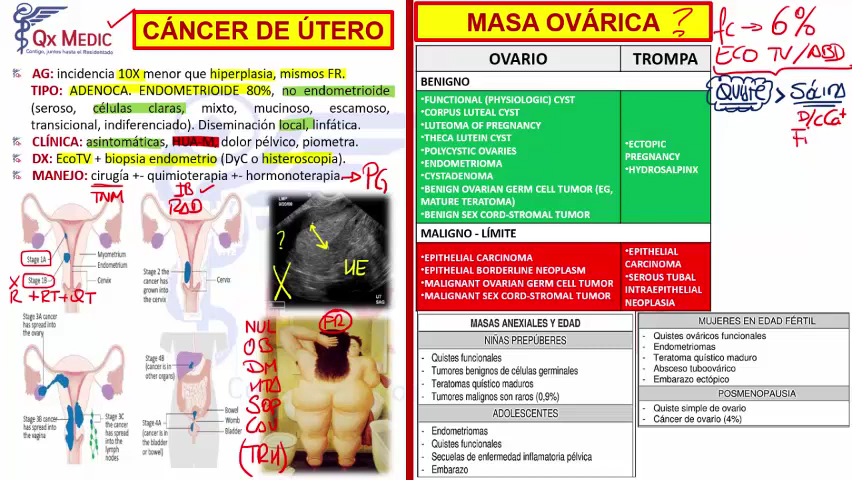 Qx MEDIC
Contigo, juntos hasta el Residentado
CÁNCER DE ÚTERO
AG: incidencia 10X menor que hiperplasia, mismos FR.
TIPO: ADENOCA. ENDOMETRIOIDE 80%, no endometrioide
(seroso, células claras, mixto, mucinoso, escamoso,
transicional, indiferenciado). Diseminación local, linfática.
CLÍNICA: asintomáticas, HUA-M, dolor pélvico, piometra.
DX: EcoTV + biopsia endometrio (DyC o histeroscopia).
MANEJO: cirugía +- quimioterapia +- hormonoterapia. → PG
TNM
IB
RAD
Stage 1A
Stage 1B
Myometrium
Endometrium
Cervix
X
R + RT + QT
Stage 2 the
cancer has
grown into
the cervix
Cervix
?
X
UE
Stage 3A cancer
has spread into
the ovary
Stage 3B cancer
has spread into
the vagina
Stage 3C the
cancer has
spread into
the lymph
nodes
Stage 4B
(cancer is in
other organs)
Stage 4A
(cancer is in
the bladder
or bowel)
Bowel
Womb
Bladder
NUL
OB
DM
HTA
SOP
(TRH)
FR
MASA OVÁRICA ?
fc → 6%
ECO TV/ABD
Quiste > Sólida
D/c Ca+
OVARIO
TROMPA
BENIGNO
•FUNCTIONAL (PHYSIOLOGIC) CYST
•CORPUS LUTEAL CYST
•LUTEOMA OF PREGNANCY
•THECA LUTEIN CYST
•POLYCYSTIC OVARIES
•ENDOMETRIOMA
•CYSTADENOMA
•BENIGN OVARIAN GERM CELL TUMOR (EG,
MATURE TERATOMA)
•BENIGN SEX CORD-STROMAL TUMOR
•ECTOPIC
PREGNANCY
•HYDROSALPINX
MALIGNO - LÍMITE
•EPITHELIAL CARCINOMA
•EPITHELIAL BORDERLINE NEOPLASM
•MALIGNANT OVARIAN GERM CELL TUMOR
•MALIGNANT SEX CORD-STROMAL TUMOR
•EPITHELIAL
CARCINOMA
•SEROUS TUBAL
INTRAEPITELIAL
NEOPLASIA
MASAS ANEXIALES Y EDAD
NIÑAS PREPÚBERES
- Quistes funcionales
- Tumores benignos de células germinales
- Teratomas quístico maduros
- Tumores malignos son raros (0,9%)
ADOLESCENTES
- Endometriomas
- Quistes funcionales
- Secuelas de enfermedad inflamatoria pélvica
- Embarazo
MUJERES EN EDAD FÉRTIL
- Quistes ováricos funcionales
- Endometriomas
- Teratoma quístico maduro
- Absceso tuboovárico
- Embarazo ectópico
POSMENOPAUSIA
- Quiste simple de ovario
- Cáncer de ovario (4%)